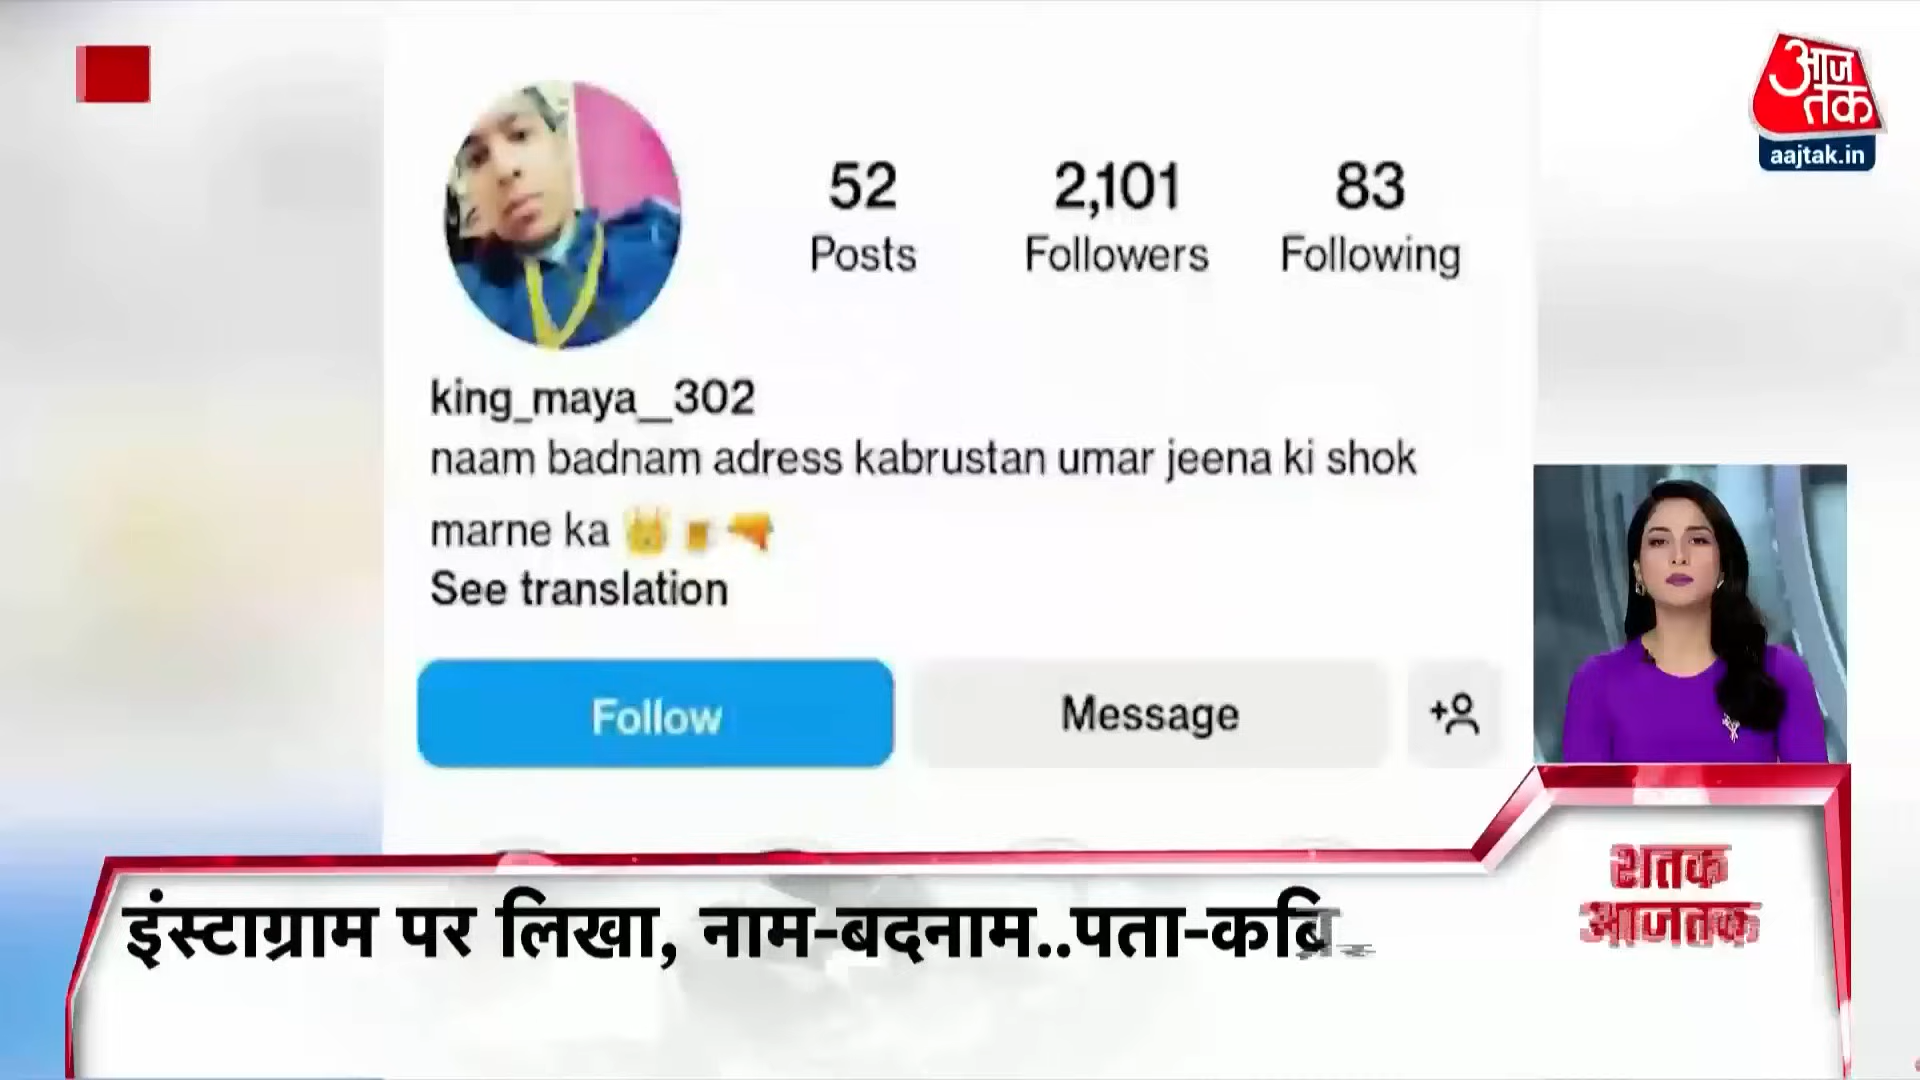 आज
तक
aajtak.in
52
2,101
83
Posts
Followers
Following
king_maya__302
naam badnam adress kabrustan umar jeena ki shok
marne ka 👑🍺🔫
See translation
Follow
Message
शतक
आजतक
इंस्टाग्राम पर लिखा, नाम-बदनाम..पता-कब्रि